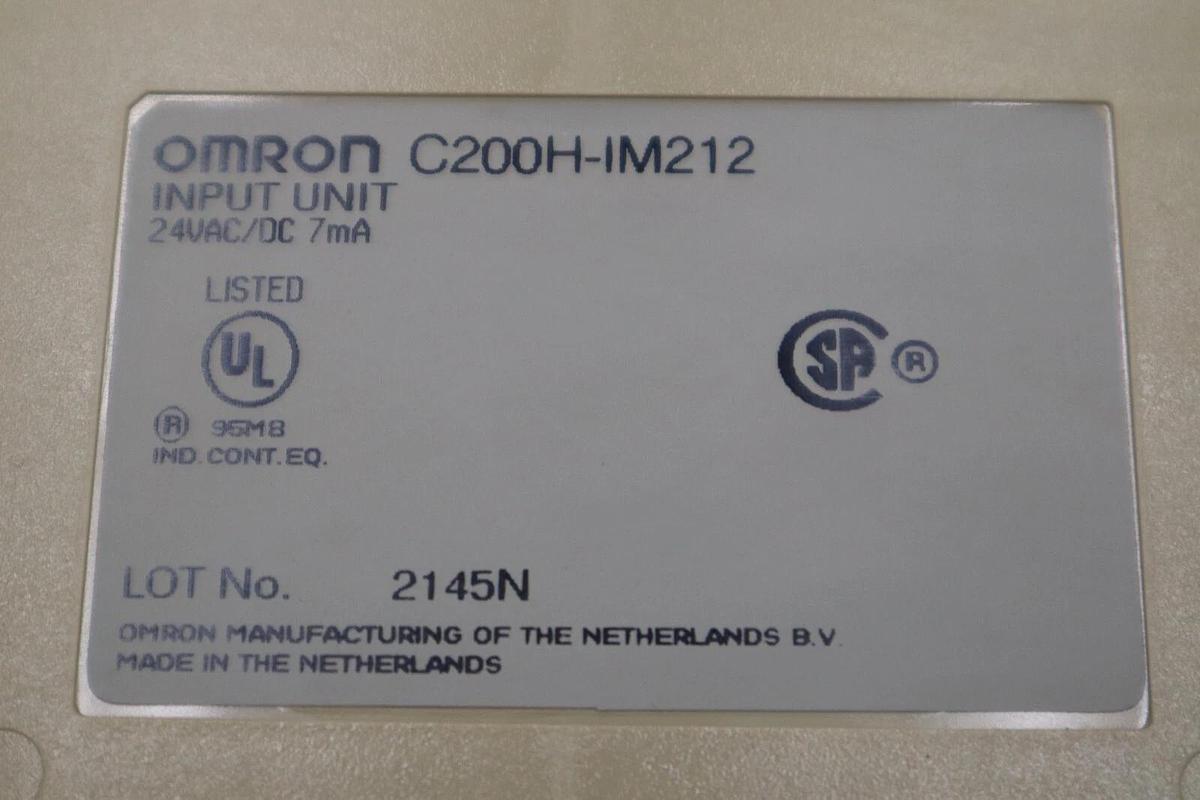 OMRON C200H-IM212
INPUT UNIT
24VAC/DC 7mA
LISTED
UL
® 95M8
IND. CONT. EQ.
SA ®
LOT No. 2145N
OMRON MANUFACTURING OF THE NETHERLANDS B.V.
MADE IN THE NETHERLANDS